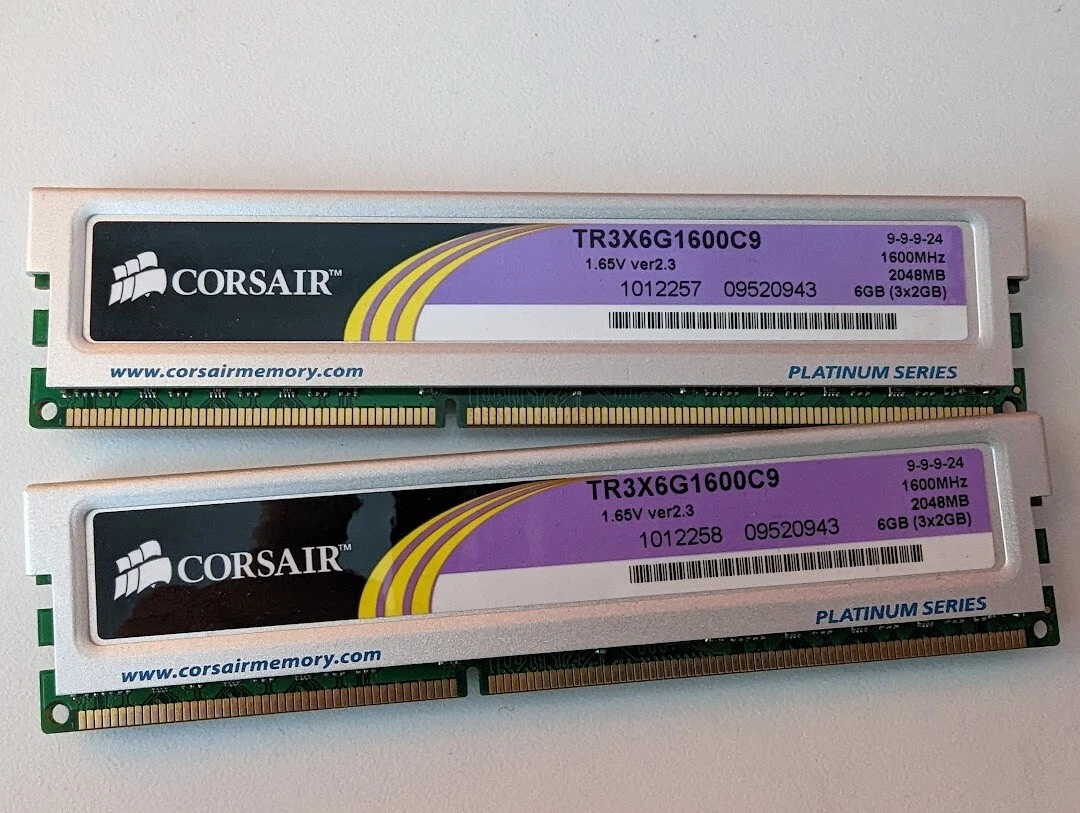 CORSAIR™
TR3X6G1600C9
1.65V ver2.3
1012257 09520943
9-9-9-24
1600MHz
2048MB
6GB (3x2GB)
www.corsairmemory.com
PLATINUM SERIES
CORSAIR™
TR3X6G1600C9
1.65V ver2.3
1012258 09520943
9-9-9-24
1600MHz
2048MB
6GB (3x2GB)
www.corsairmemory.com
PLATINUM SERIES